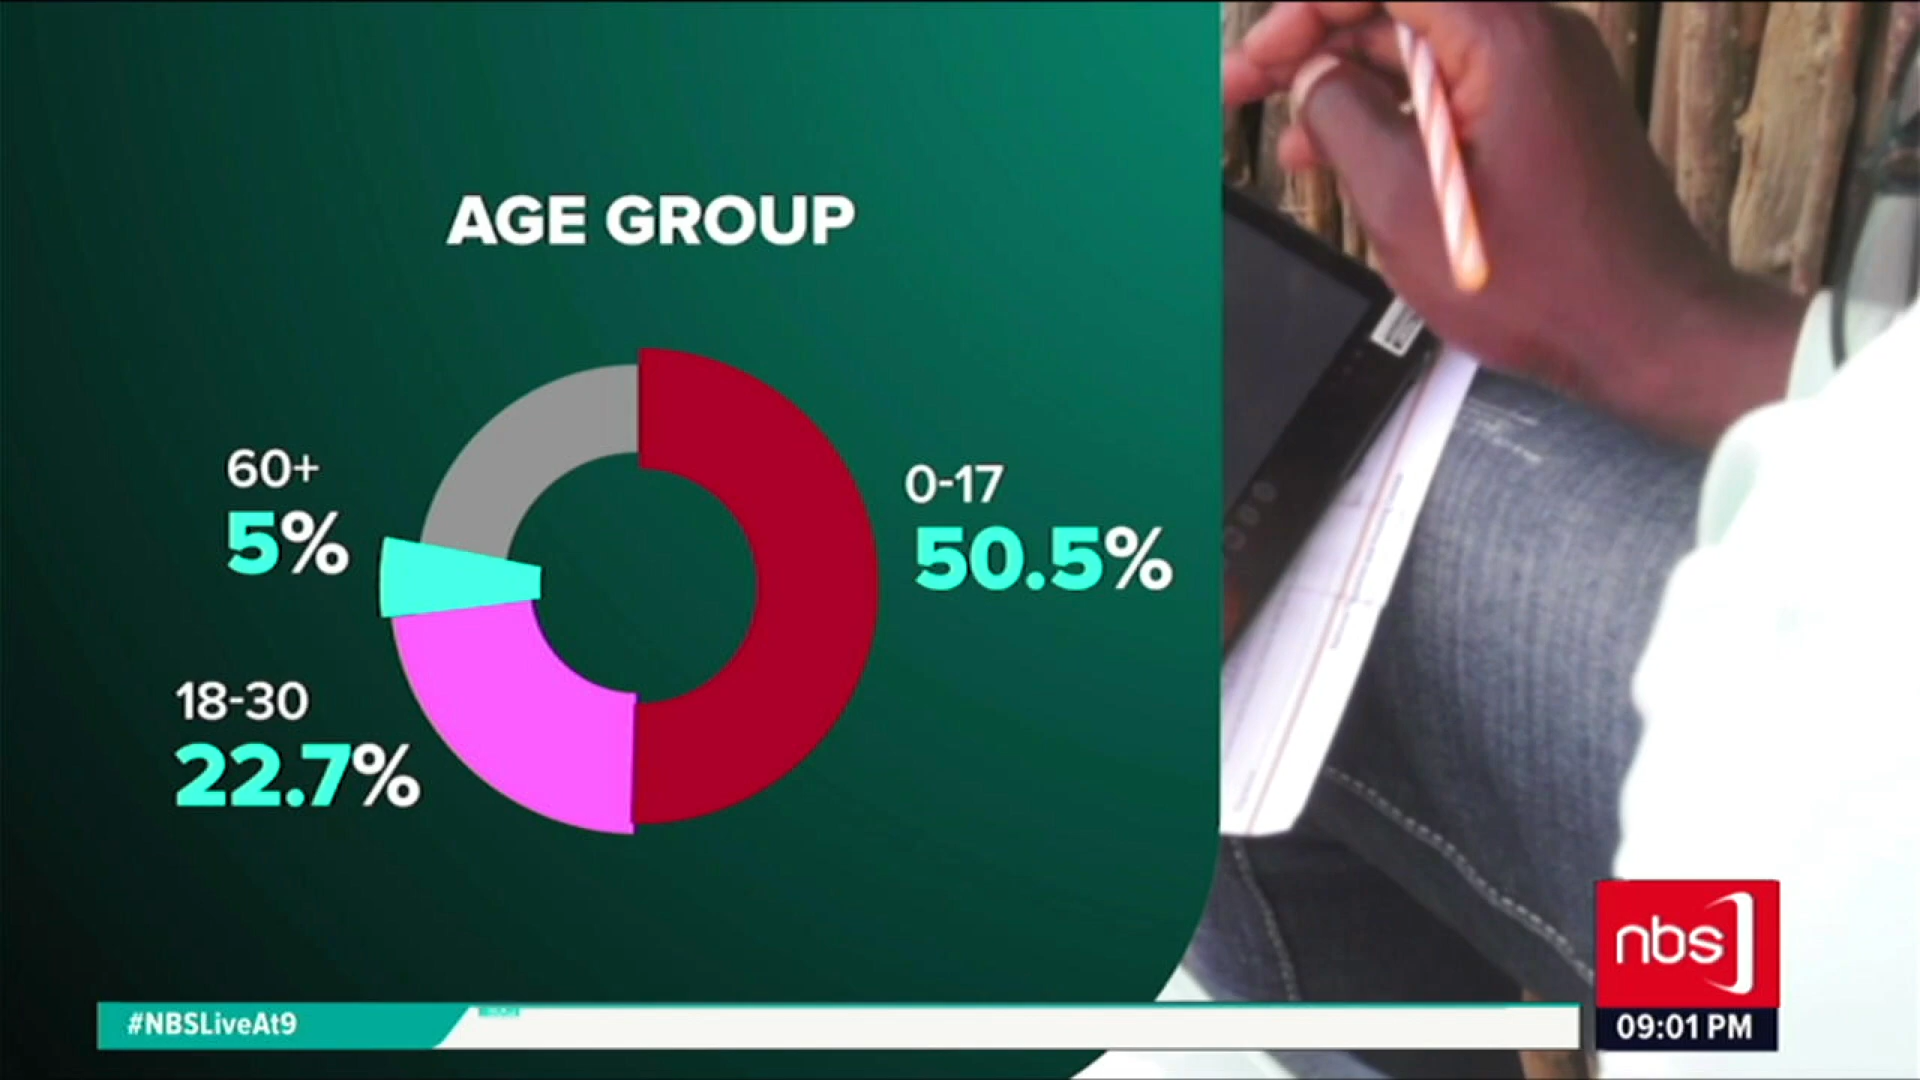 AGE GROUP
60+
5%
0-17
50.5%
18-30
22.7%
#NBSLiveAt9
nbs
09:01 PM